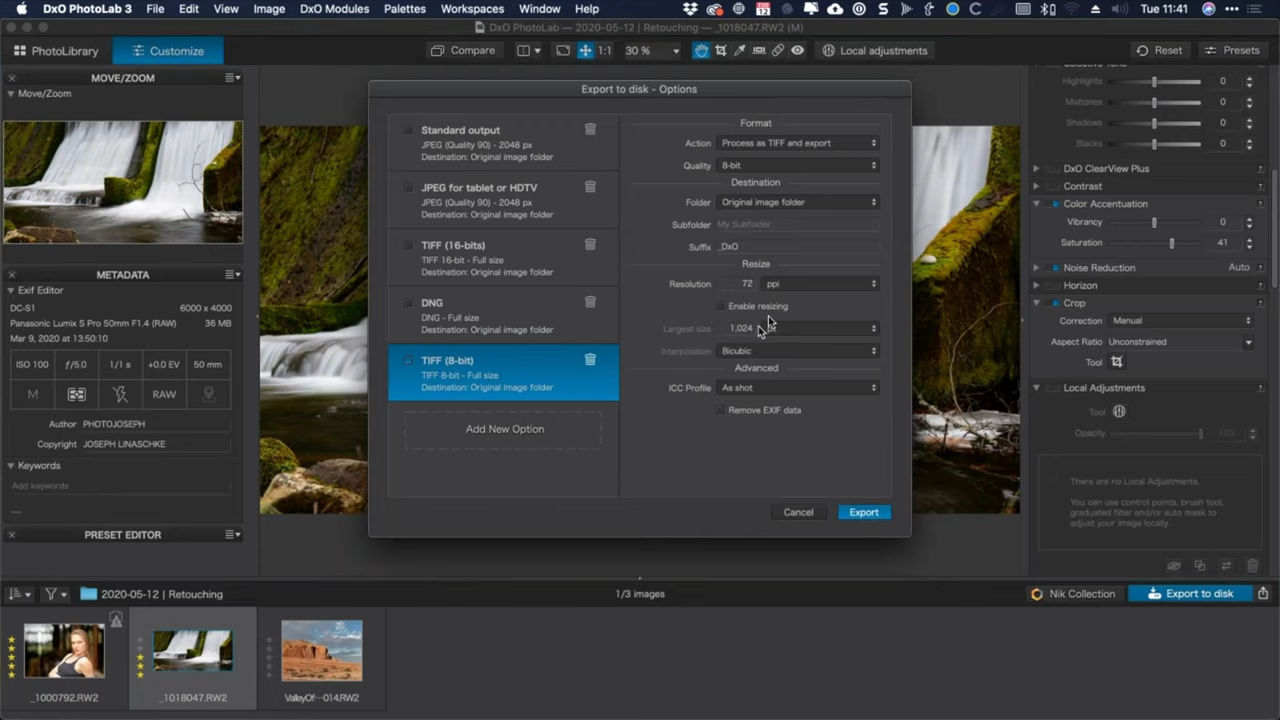 DxO PhotoLab 3 File Edit Image DxO Modules Palettes Workspaces Window Help Tue 11:41
DxO PhotoLab — 2020-05-12 | Retouching — _1018047.RW2 (M)
PhotoLibrary Customize Compare 1:1 30 % Local adjustments Reset Presets
MOVE/ZOOM
Move/Zoom
METADATA
Exif Editor
DC-S1 6000 x 4000
Panasonic Lumix S Pro 50mm F1.4 (RAW) 36 MB
Mar 9, 2020 at 13:50:10
ISO 100 ƒ/5.0 1/1 s +0.0 EV 50 mm
M RAW
Author PHOTOJOSEPH
Copyright JOSEPH LINASCHKE
Keywords
Add keywords
PRESET EDITOR
Export to disk - Options
Standard output
JPEG (Quality 90) - 2048 px
Destination: Original image folder
JPEG for tablet or HDTV
JPEG (Quality 90) - 2048 px
Destination: Original image folder
TIFF (16-bits)
TIFF 16-bit - Full size
Destination: Original image folder
DNG
DNG - Full size
Destination: Original image folder
TIFF (8-bit)
TIFF 8-bit - Full size
Destination: Original image folder
Add New Option
Format
Action Process as TIFF and export
Quality 8-bit
Destination
Folder Original image folder
Subfolder My Subfolder
Suffix _DxO
Resize
Resolution 72 ppi
Enable resizing
Largest size 1,024
Interpolation Bicubic
Advanced
ICC Profile As shot
Remove EXIF data
Cancel Export
Highlights 0
Midtones 0
Shadows 0
Blacks 0
DxO ClearView Plus
Contrast
Color Accentuation
Vibrancy 0
Saturation 41
Noise Reduction Auto
Horizon
Crop
Correction Manual
Aspect Ratio Unconstrained
Tool
Local Adjustments
Tool
Opacity 100
There are no Local Adjustments.
You can use control points, brush tool,
graduated filter and/or auto mask to
adjust your image locally.
2020-05-12 | Retouching 1/3 images Nik Collection Export to disk
_1000792.RW2 _1018047.RW2 ValleyOf···014.RW2